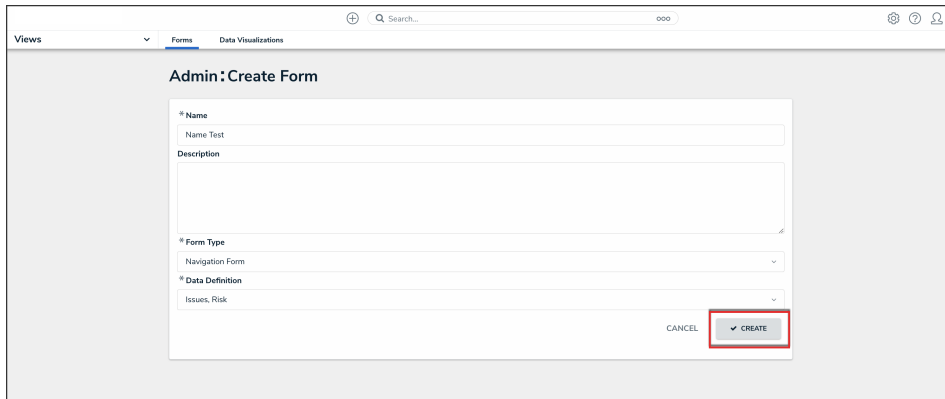 Search...
Views
Forms
Data Visualizations
Admin:Create Form
*Name
Name Test
Description
*Form Type
Navigation Form
*Data Definition
Issues, Risk
CANCEL
CREATE